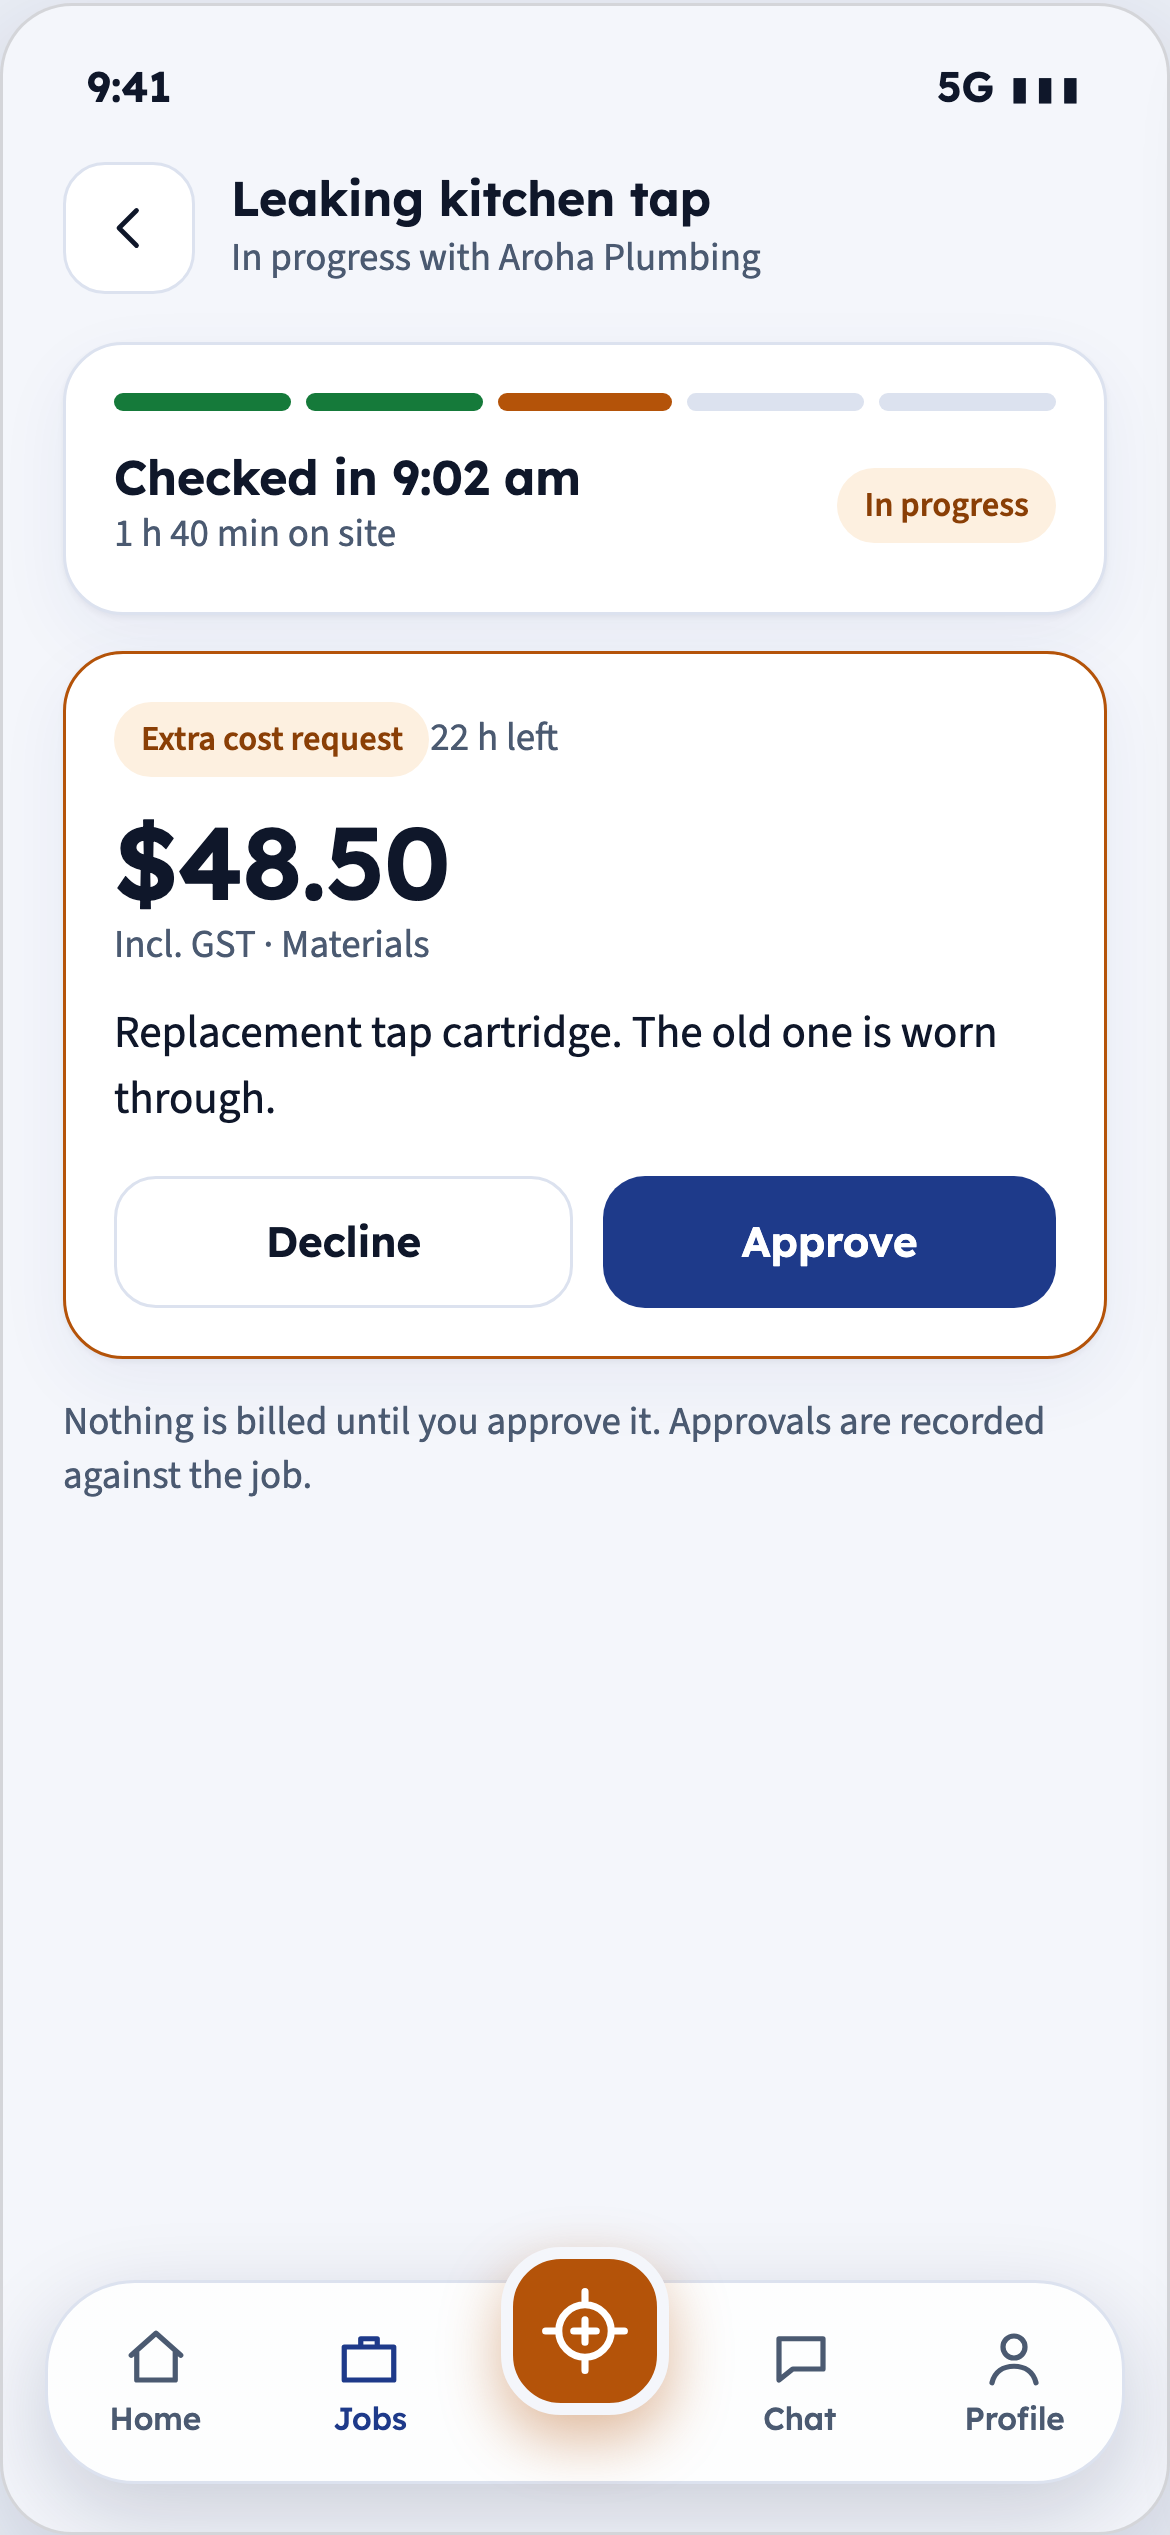 9:41
5G
Leaking kitchen tap
In progress with Aroha Plumbing
Checked in 9:02 am
1 h 40 min on site
In progress
Extra cost request 22 h left
$48.50
Incl. GST · Materials
Replacement tap cartridge. The old one is worn
through.
Decline
Approve
Nothing is billed until you approve it. Approvals are recorded
against the job.
Home
Jobs
Chat
Profile